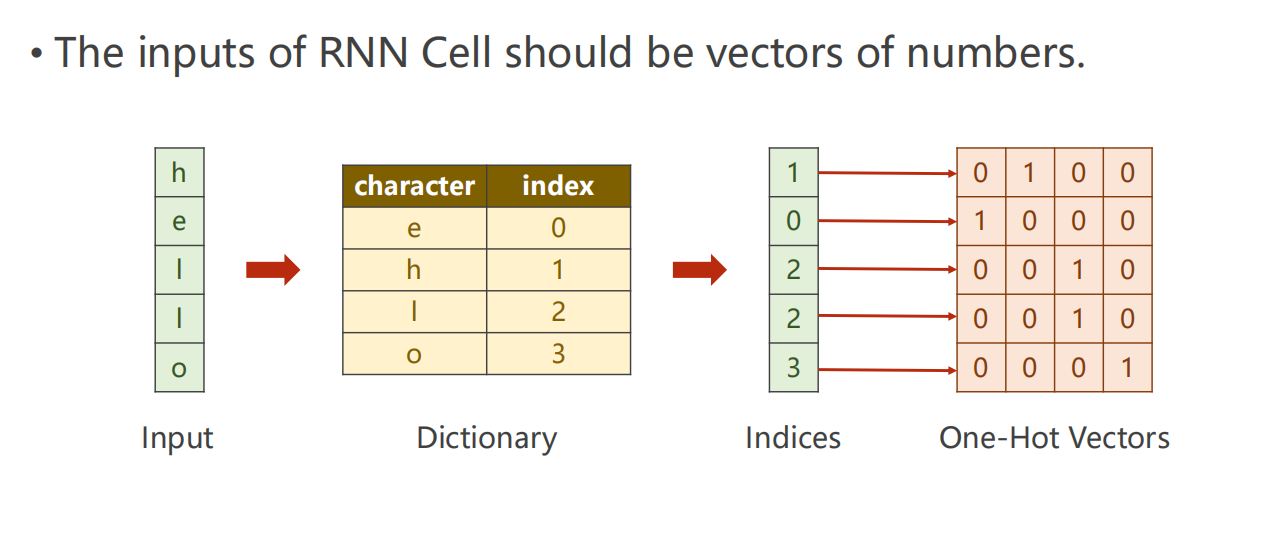 • The inputs of RNN Cell should be vectors of numbers.
h
e
l
l
o
Input
character index
e 0
h 1
l 2
o 3
Dictionary
1
0
2
2
3
Indices
0 1 0 0
1 0 0 0
0 0 1 0
0 0 1 0
0 0 0 1
One-Hot Vectors